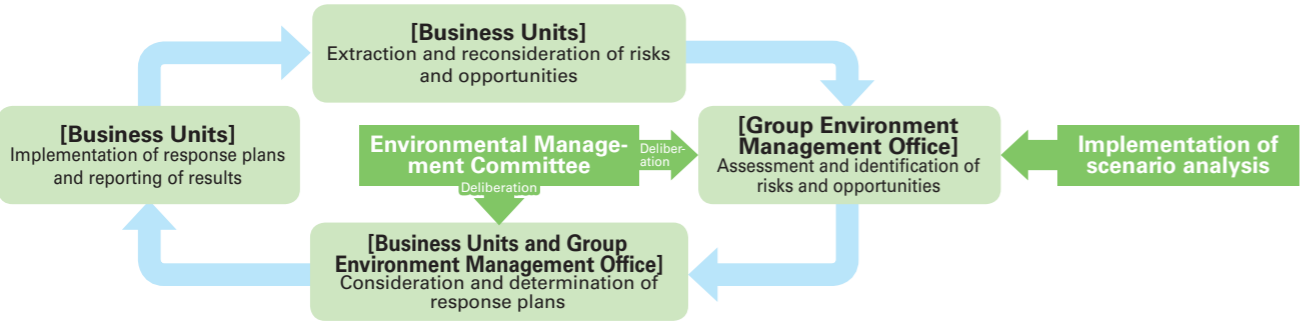 [Business Units]
Extraction and reconsideration of risks
and opportunities
[Business Units]
Implementation of response plans
and reporting of results
Environmental Manage-
ment Committee
Deliber-
ation
Deliberation
[Group Environment
Management Office]
Assessment and identification of
risks and opportunities
Implementation of
scenario analysis
[Business Units and Group
Environment Management Office]
Consideration and determination of
response plans